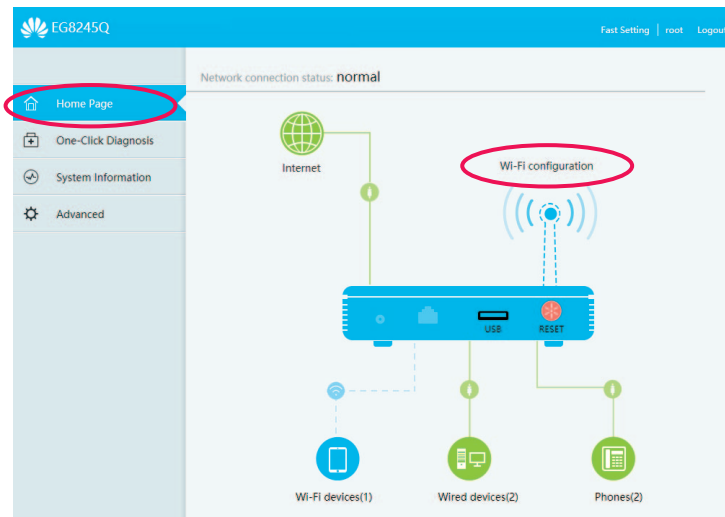 EG8245Q
Fast Setting | root Logout
Network connection status: normal
Home Page
One-Click Diagnosis
System Information
Advanced
Internet
Wi-Fi configuration
USB
RESET
Wi-Fi devices(1)
Wired devices(2)
Phones(2)